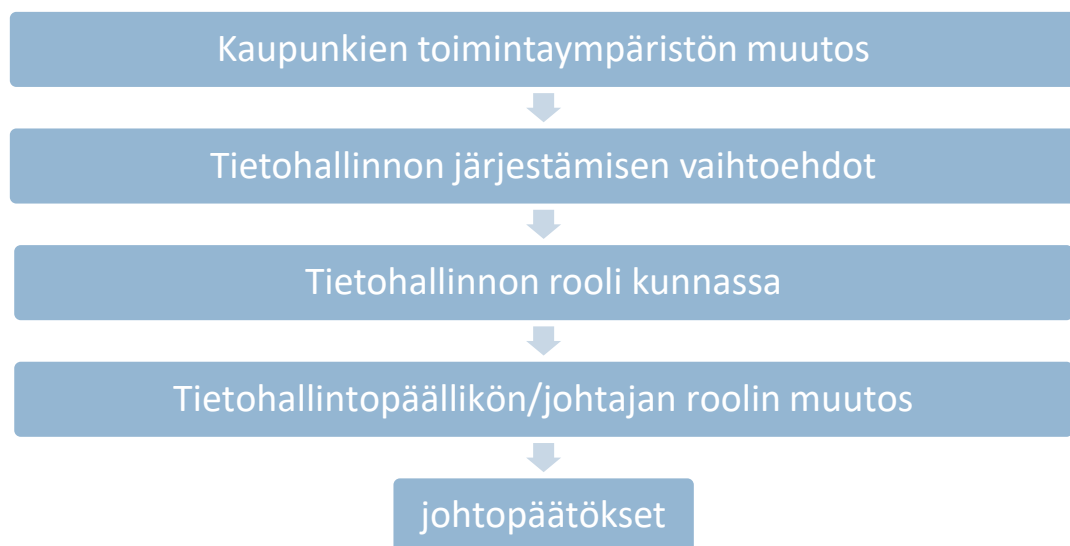 Kaupunkien toimintaympäristön muutos
Tietohallinnon järjestämisen vaihtoehdot
Tietohallinnon rooli kunnassa
Tietohallintopäällikön/johtajan roolin muutos
johtopäätökset